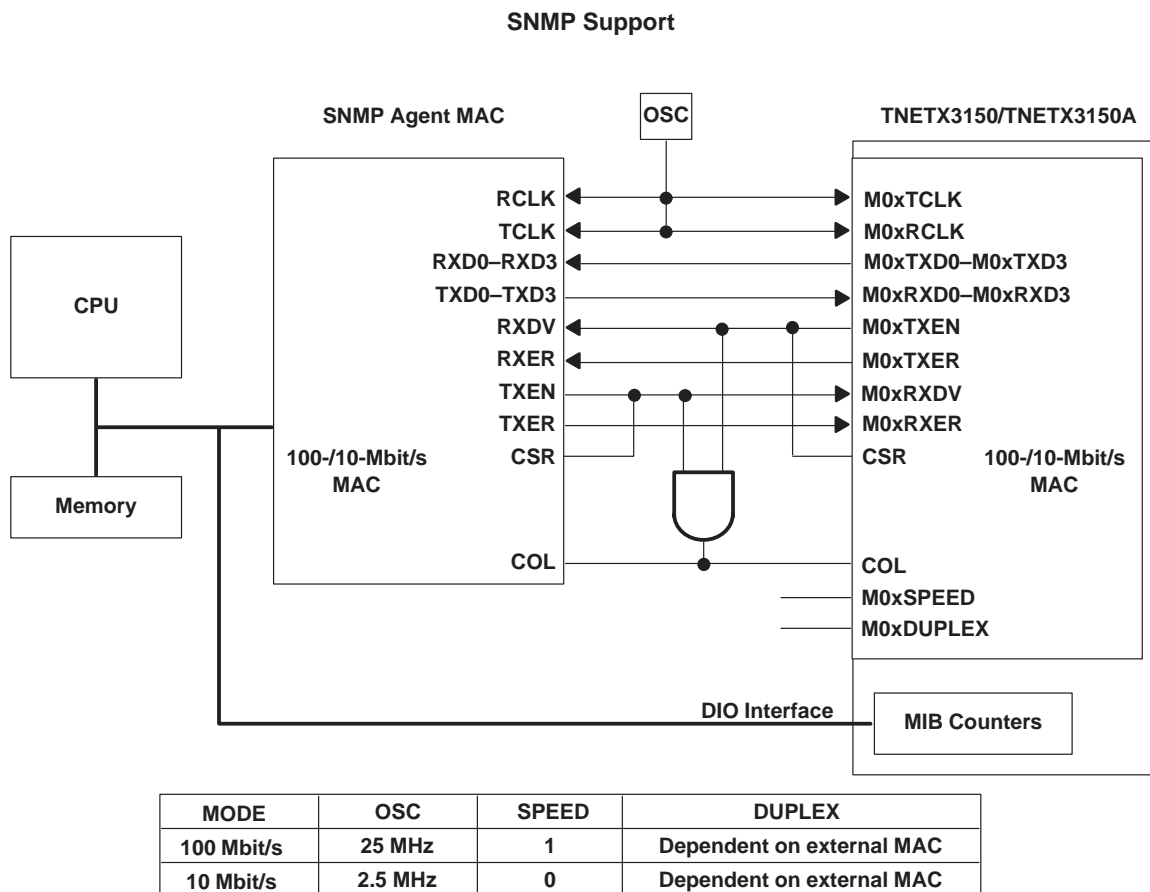 SNMP Support
SNMP Agent MAC
OSC
TNETX3150/TNETX3150A
RCLK
M0xTCLK
TCLK
M0xRCLK
RXD0–RXD3
M0xTXD0–M0xTXD3
TXD0–TXD3
M0xRXD0–M0xRXD3
CPU
RXDV
M0xTXEN
RXER
M0xTXER
TXEN
M0xRXDV
TXER
M0xRXER
100-/10-Mbit/s
MAC
CSR
CSR
100-/10-Mbit/s
MAC
Memory
COL
COL
M0xSPEED
M0xDUPLEX
DIO Interface
MIB Counters
MODE OSC SPEED DUPLEX
100 Mbit/s 25 MHz 1 Dependent on external MAC
10 Mbit/s 2.5 MHz 0 Dependent on external MAC